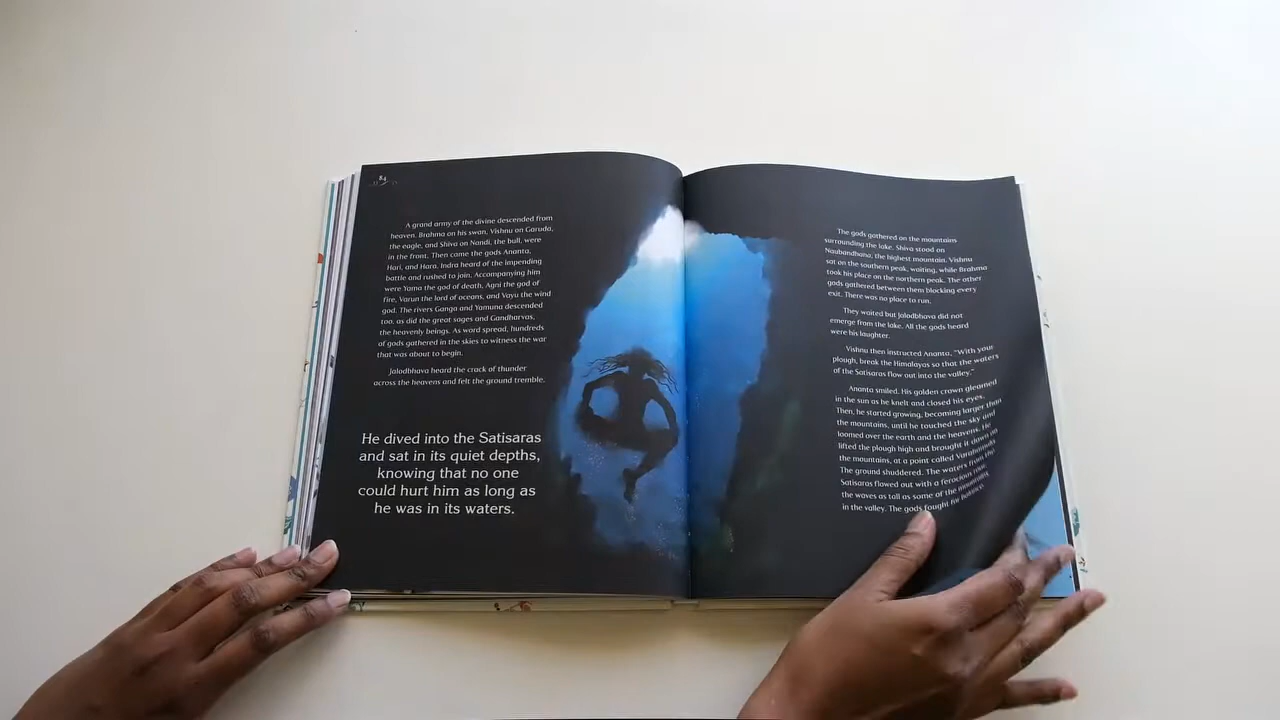 84
A grand army of the divine descended from
heaven. Brahma on his swan, Vishnu on Garuda,
the eagle, and Shiva on Nandi, the bull, were
in the front. Then came the gods Ananta,
Hari, and Hara. Indra heard of the impending
battle and rushed to join. Accompanying him
were Yama the god of death, Agni the god of
fire, Varun the lord of oceans, and Vayu the wind
god. The rivers Ganga and Yamuna descended
too, as did the great sages and Gandharvas,
the heavenly beings. As word spread, hundreds
of gods gathered in the skies to witness the war
that was about to begin.
Jalodbhava heard the crack of thunder
across the heavens and felt the ground tremble.
He dived into the Satisaras
and sat in its quiet depths,
knowing that no one
could hurt him as long as
he was in its waters.
The gods gathered on the mountains
surrounding the lake. Shiva stood on
Naubandhana, the highest mountain. Vishnu
sat on the southern peak, waiting, while Brahma
took his place on the northern peak. The other
gods gathered between them blocking every
exit. There was no place to run.
They waited but Jalodbhava did not
emerge from the lake. All the gods heard
were his laughter.
Vishnu then instructed Ananta, "With your
plough, break the Himalayas so that the waters
of the Satisaras flow out into the valley."
Ananta smiled. His golden crown gleamed
in the sun as he knelt and closed his eyes.
Then, he started growing, becoming larger than
the mountains, until he touched the sky and
loomed over the earth and the heavens. He
lifted the plough high and brought it down on
the mountains, at a point called Varahamula.
The ground shuddered. The waters from the
Satisaras flowed out with a ferocious roar,
the waves as tall as some of the mountains
in the valley. The gods fought for balance.